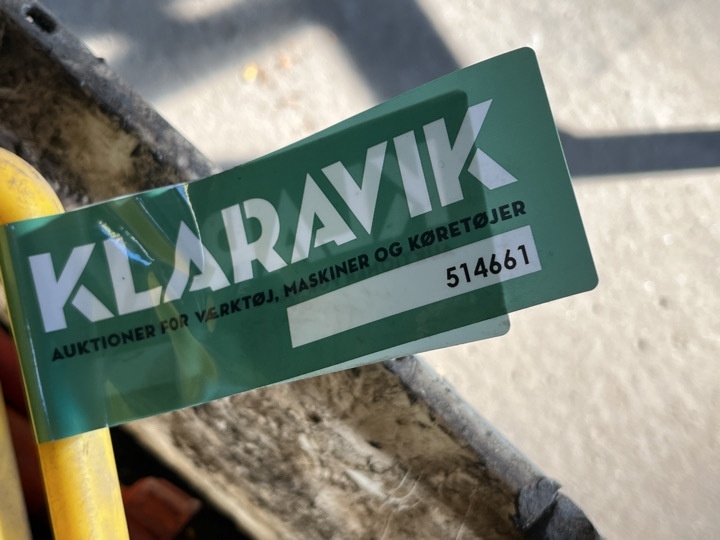 KLARAVIK
AUKTIONER FOR VÆRKTØJ, MASKINER OG KØRETØJER
514661